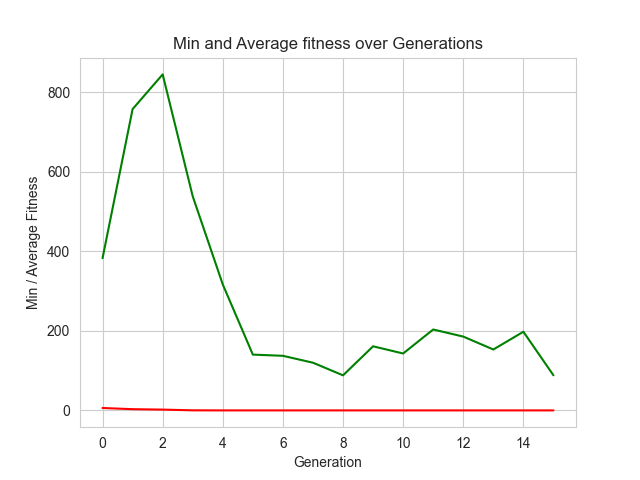 Min and Average fitness over Generations
Min / Average Fitness
800
600
400
200
0
0 2 4 6 8 10 12 14
Generation